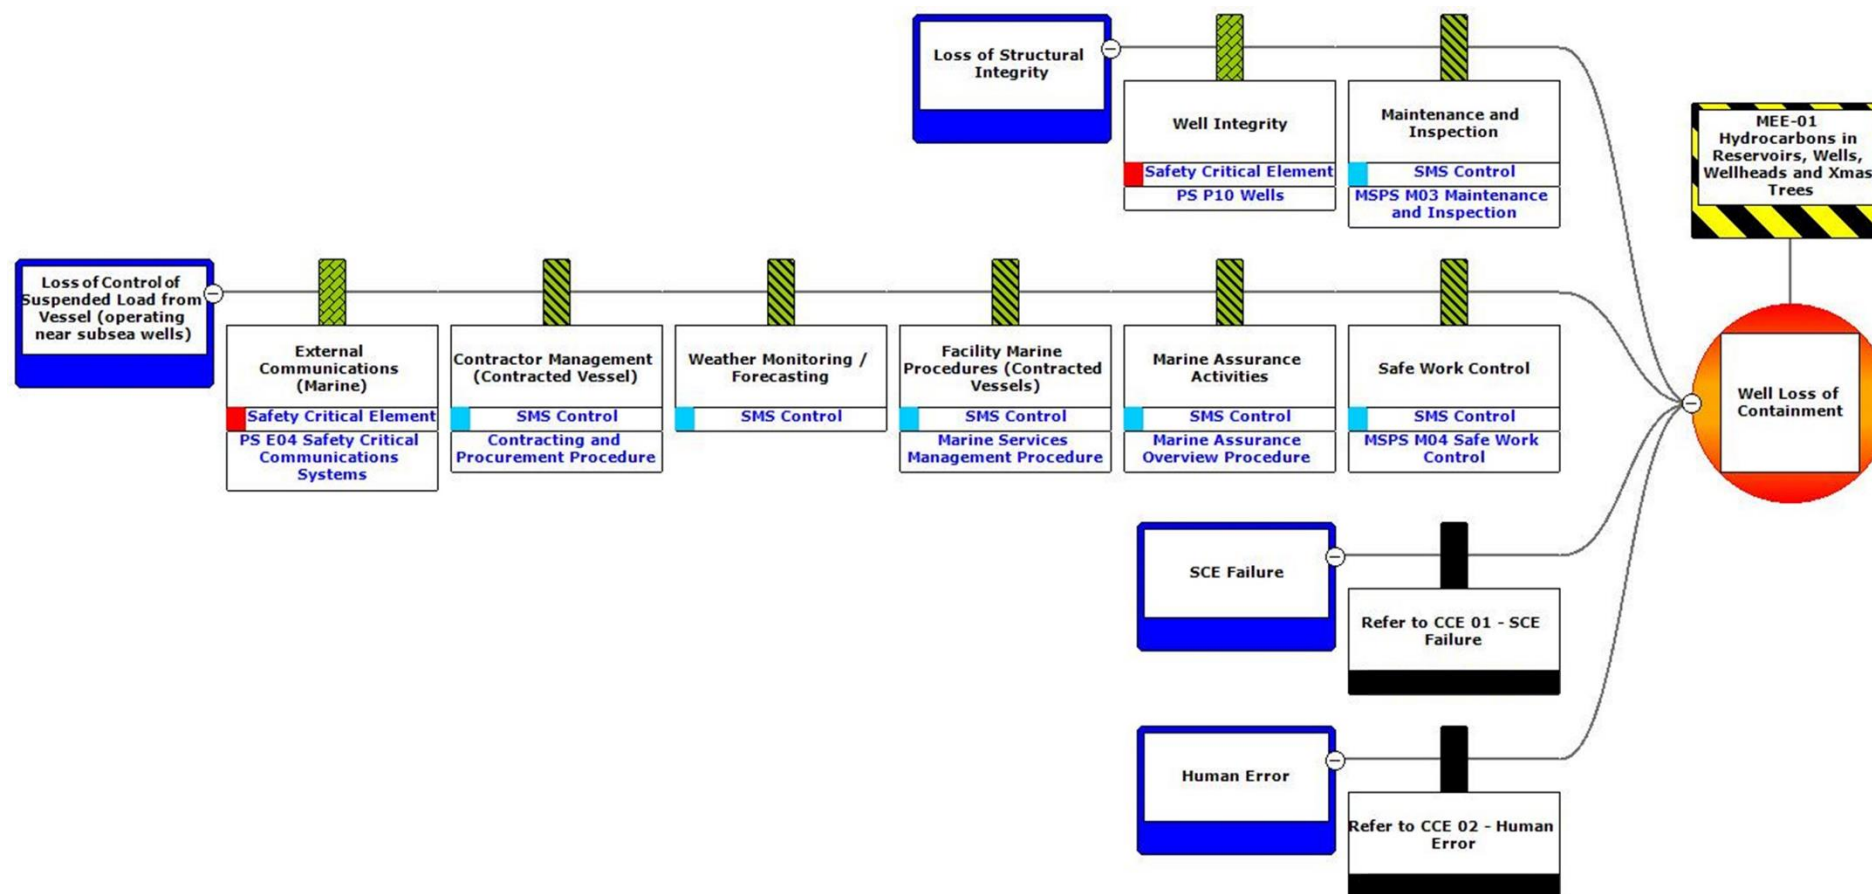 Loss of Structural
Integrity
Well Integrity
Safety Critical Element
PS P10 Wells
Maintenance and
Inspection
SMS Control
MSPS M03 Maintenance
and Inspection
MEE-01
Hydrocarbons in
Reservoirs, Wells,
Wellheads and Xmas
Trees
Loss of Control of
Suspended Load from
Vessel (operating
near subsea wells)
External
Communications
(Marine)
Safety Critical Element
PS E04 Safety Critical
Communications
Systems
Contractor Management
(Contracted Vessel)
SMS Control
Contracting and
Procurement Procedure
Weather Monitoring /
Forecasting
SMS Control
Facility Marine
Procedures (Contracted
Vessels)
SMS Control
Marine Services
Management Procedure
Marine Assurance
Activities
SMS Control
Marine Assurance
Overview Procedure
Safe Work Control
SMS Control
MSPS M04 Safe Work
Control
Well Loss of
Containment
SCE Failure
Refer to CCE 01 - SCE
Failure
Human Error
Refer to CCE 02 - Human
Error